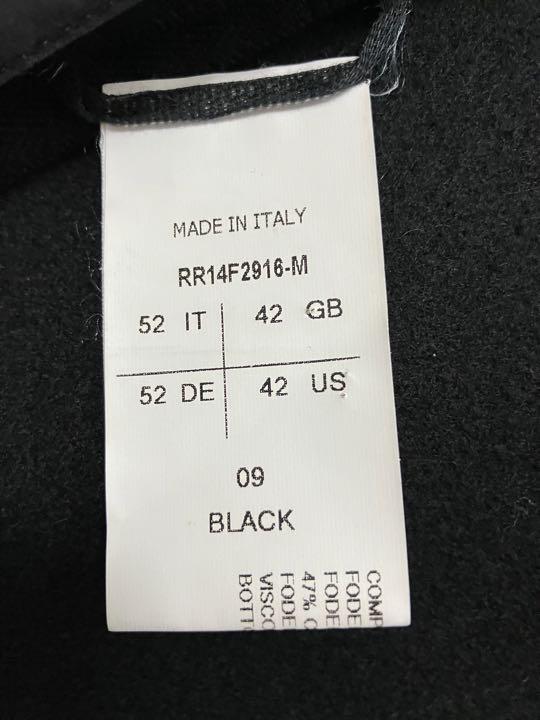 MADE IN ITALY
RR14F2916-M
52 IT 42 GB
52 DE 42 US
09
BLACK
COMP
FODE
FODE
47% C
FODE
VISCO
BOTT